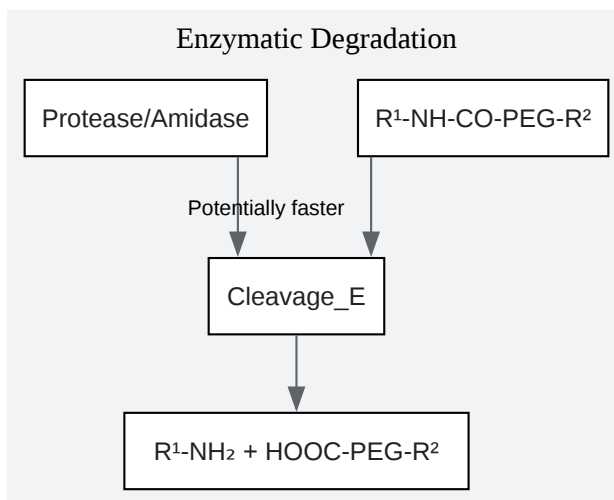 Enzymatic Degradation
Protease/Amidase
R¹-NH-CO-PEG-R²
Potentially faster
Cleavage_E
R¹-NH₂ + HOOC-PEG-R²